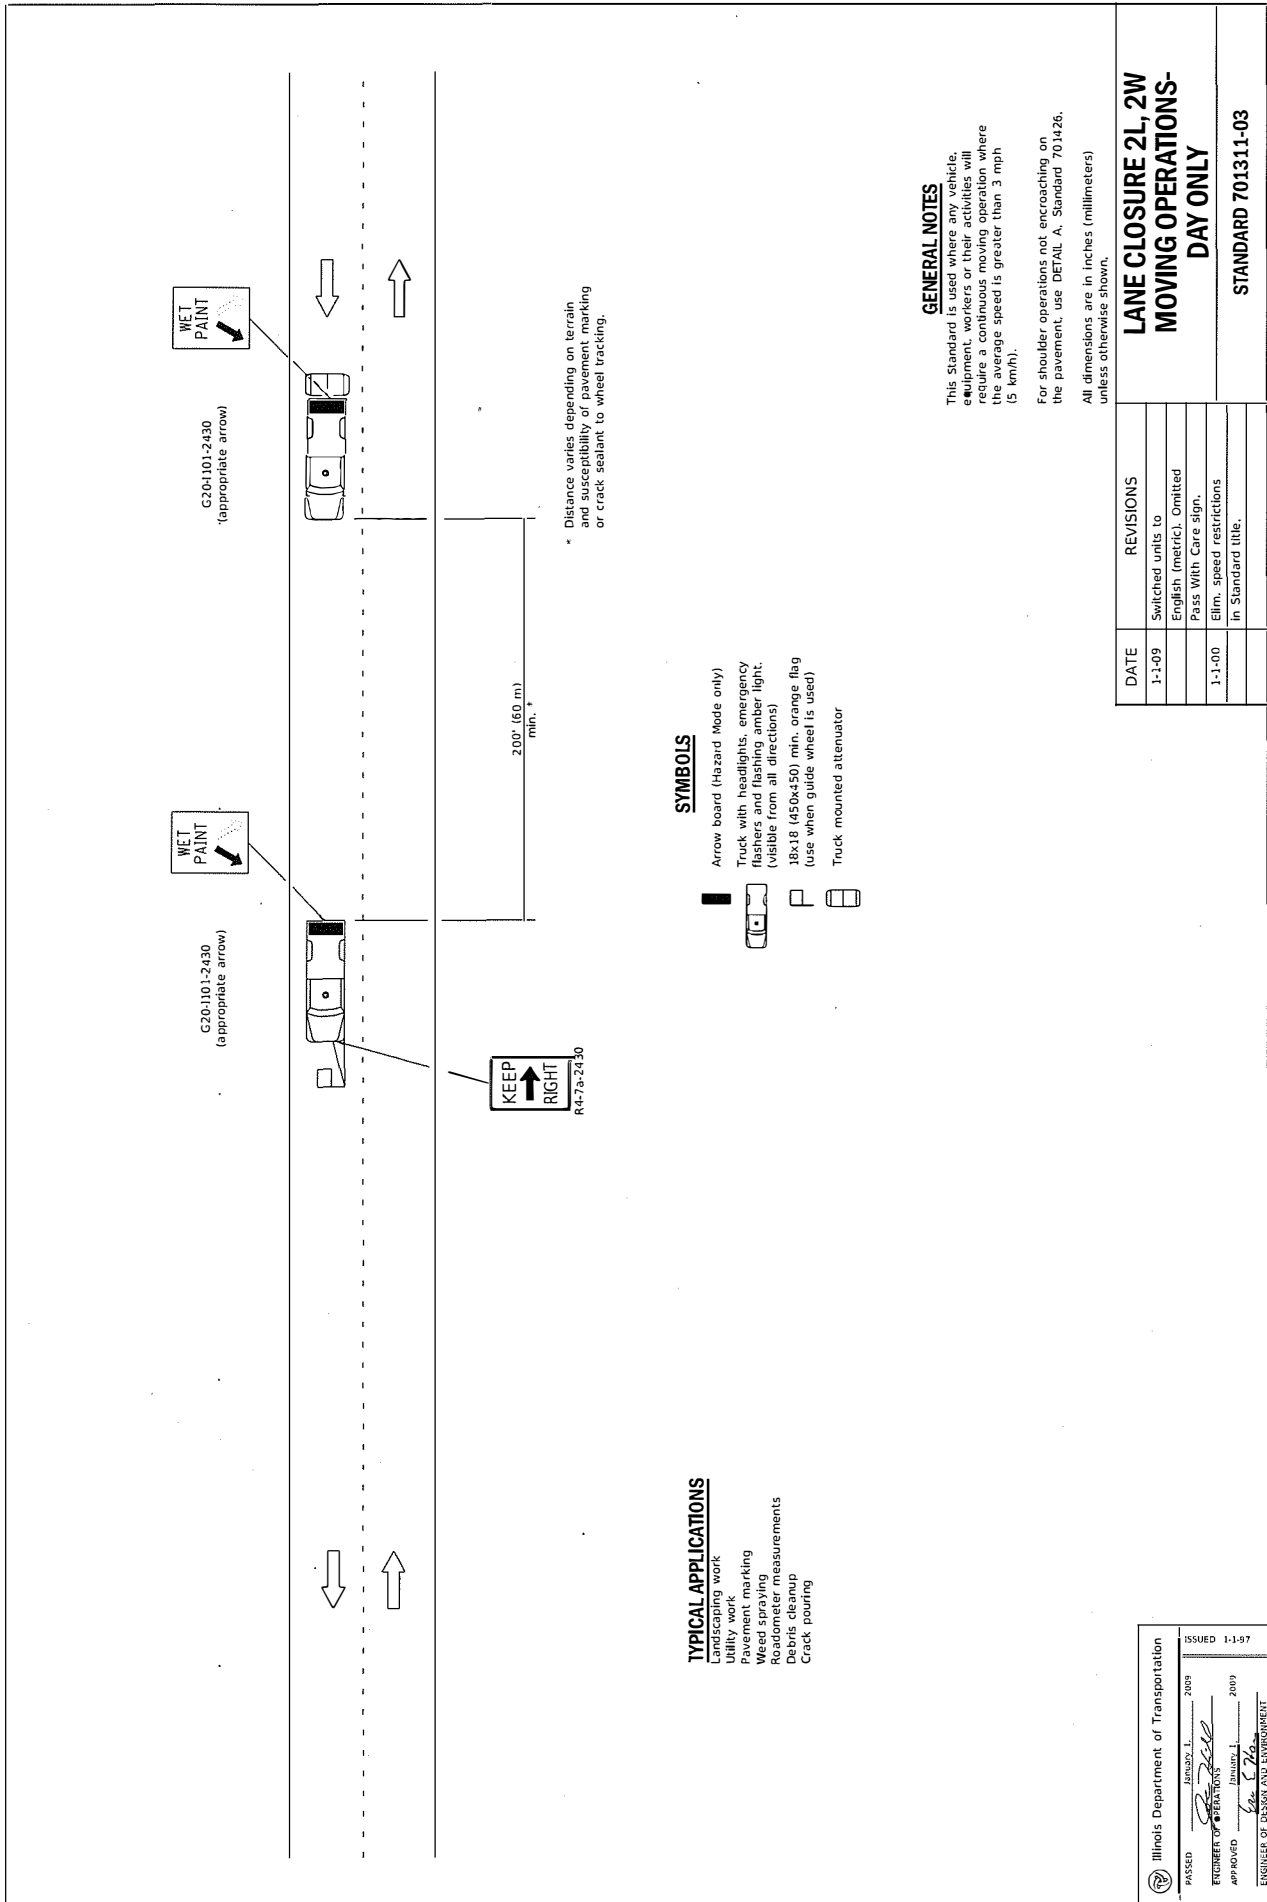 G20-I101-2430
(appropriate arrow)
WET
PAINT
G20-I101-2430
(appropriate arrow)
WET
PAINT
KEEP
RIGHT
R4-7a-2430
200' (60 m)
min. *
* Distance varies depending on terrain
and susceptibility of pavement marking
or crack sealant to wheel tracking.
TYPICAL APPLICATIONS
Landscaping work
Utility work
Pavement marking
Weed spraying
Roadometer measurements
Debris cleanup
Crack pouring
SYMBOLS
Arrow board (Hazard Mode only)
Truck with headlights, emergency
flashers and flashing amber light.
(visible from all directions)
18x18 (450x450) min. orange flag
(use when guide wheel is used)
Truck mounted attenuator
GENERAL NOTES
This Standard is used where any vehicle,
equipment, workers or their activities will
require a continuous moving operation where
the average speed is greater than 3 mph
(5 km/h).
For shoulder operations not encroaching on
the pavement, use DETAIL A, Standard 701426.
All dimensions are in inches (millimeters)
unless otherwise shown.
Illinois Department of Transportation
PASSED January 1, 2009
ENGINEER OF OPERATIONS
APPROVED January 1, 2009
ENGINEER OF DESIGN AND ENVIRONMENT
ISSUED 1-1-97
DATE REVISIONS
1-1-09 Switched units to
English (metric). Omitted
Pass With Care sign.
1-1-00 Elim. speed restrictions
in Standard title.
LANE CLOSURE 2L, 2W
MOVING OPERATIONS-
DAY ONLY
STANDARD 701311-03